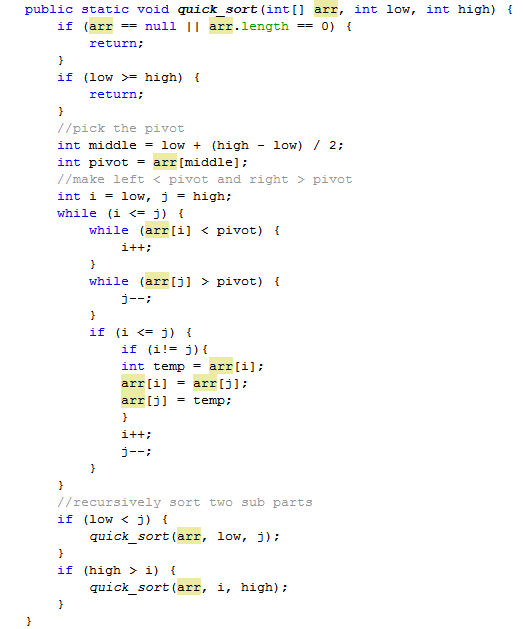 public static void quick_sort(int[] arr, int low, int high) {
    if (arr == null || arr.length == 0) {
        return;
    }
    if (low >= high) {
        return;
    }
    //pick the pivot
    int middle = low + (high - low) / 2;
    int pivot = arr[middle];
    //make left < pivot and right > pivot
    int i = low, j = high;
    while (i <= j) {
        while (arr[i] < pivot) {
            i++;
        }
        while (arr[j] > pivot) {
            j--;
        }
        if (i <= j) {
            if (i!= j){
            int temp = arr[i];
            arr[i] = arr[j];
            arr[j] = temp;
            }
            i++;
            j--;
        }
    }
    //recursively sort two sub parts
    if (low < j) {
        quick_sort(arr, low, j);
    }
    if (high > i) {
        quick_sort(arr, i, high);
    }
}